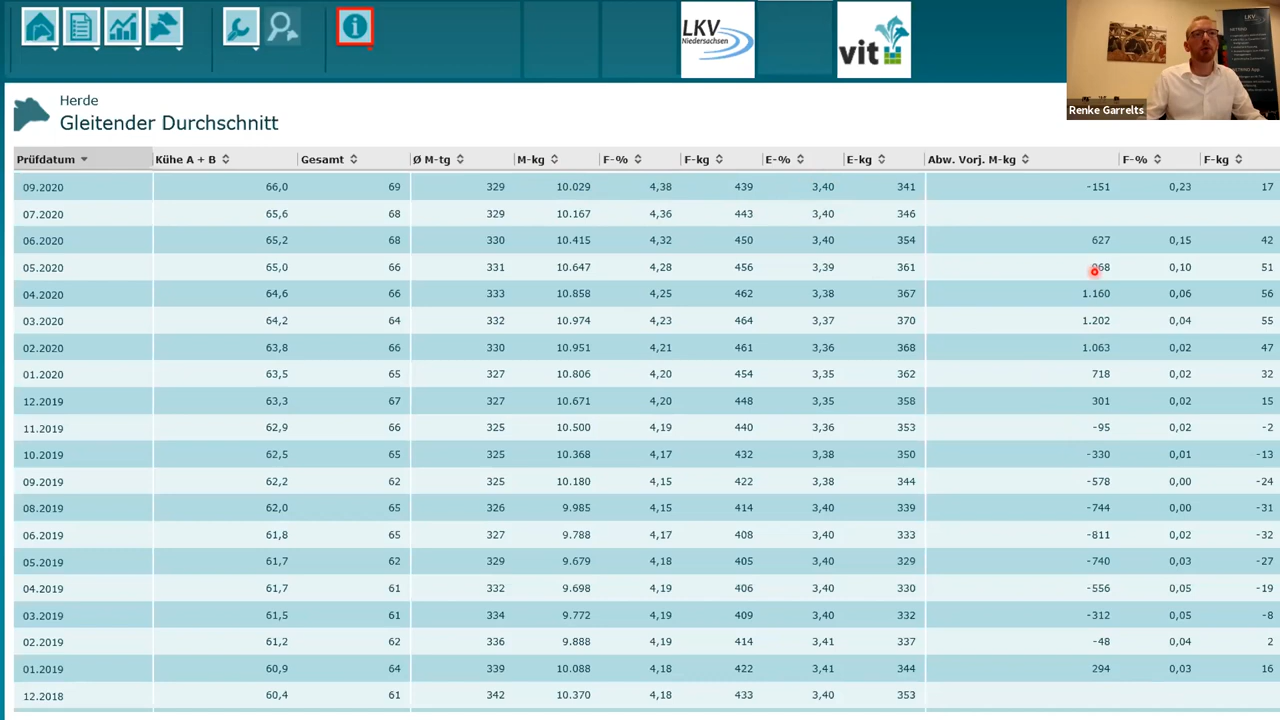 LKV
Niedersachsen
vit
LKV
Renke Garrelts
Herde
Gleitender Durchschnitt
Prüfdatum Kühe A + B Gesamt Ø M-tg M-kg F-% F-kg E-% E-kg Abw. Vorj. M-kg F-% F-kg
09.2020 66,0 69 329 10.029 4,38 439 3,40 341 -151 0,23 17
07.2020 65,6 68 329 10.167 4,36 443 3,40 346
06.2020 65,2 68 330 10.415 4,32 450 3,40 354 627 0,15 42
05.2020 65,0 66 331 10.647 4,28 456 3,39 361 968 0,10 51
04.2020 64,6 66 333 10.858 4,25 462 3,38 367 1.160 0,06 56
03.2020 64,2 64 332 10.974 4,23 464 3,37 370 1.202 0,04 55
02.2020 63,8 66 330 10.951 4,21 461 3,36 368 1.063 0,02 47
01.2020 63,5 65 327 10.806 4,20 454 3,35 362 718 0,02 32
12.2019 63,3 67 327 10.671 4,20 448 3,35 358 301 0,02 15
11.2019 62,9 66 325 10.500 4,19 440 3,36 353 -95 0,02 -2
10.2019 62,5 65 325 10.368 4,17 432 3,38 350 -330 0,01 -13
09.2019 62,2 62 325 10.180 4,15 422 3,38 344 -578 0,00 -24
08.2019 62,0 65 326 9.985 4,15 414 3,40 339 -744 0,00 -31
06.2019 61,8 65 327 9.788 4,17 408 3,40 333 -811 0,02 -32
05.2019 61,7 62 329 9.679 4,18 405 3,40 329 -740 0,03 -27
04.2019 61,7 61 332 9.698 4,19 406 3,40 330 -556 0,05 -19
03.2019 61,5 61 334 9.772 4,19 409 3,40 332 -312 0,05 -8
02.2019 61,2 62 336 9.888 4,19 414 3,41 337 -48 0,04 2
01.2019 60,9 64 339 10.088 4,18 422 3,41 344 294 0,03 16
12.2018 60,4 61 342 10.370 4,18 433 3,40 353